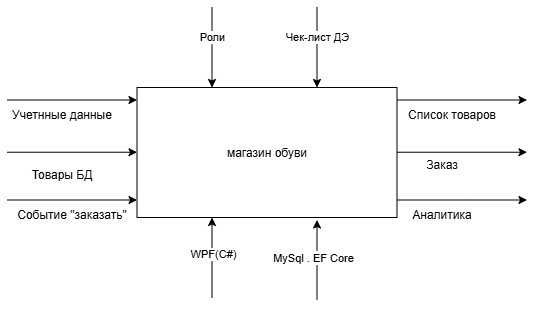 Роли
Чек-лист ДЭ
Учетнные данные
Список товаров
магазин обуви
Товары БД
Заказ
Событие "заказать"
Аналитика
WPF(C#)
MySql . EF Core